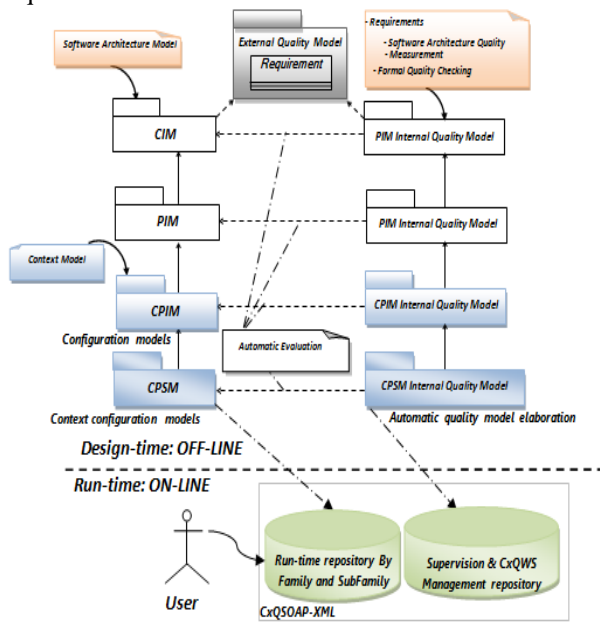 Software Architecture Model
External Quality Model
Requirement
- Requirements
- Software Architecture Quality
- Measurement
- Formal Quality Checking
CIM
PIM Internal Quality Model
PIM
PIM Internal Quality Model
Context Model
CPIM
CPIM Internal Quality Model
Configuration models
Automatic Evaluation
CPSM
CPSM Internal Quality Model
Context configuration models
Automatic quality model elaboration
Design-time: OFF-LINE
Run-time: ON-LINE
User
Run-time repository By
Family and SubFamily
Supervision & CxQWS
Management repository
CxQSOAP-XML